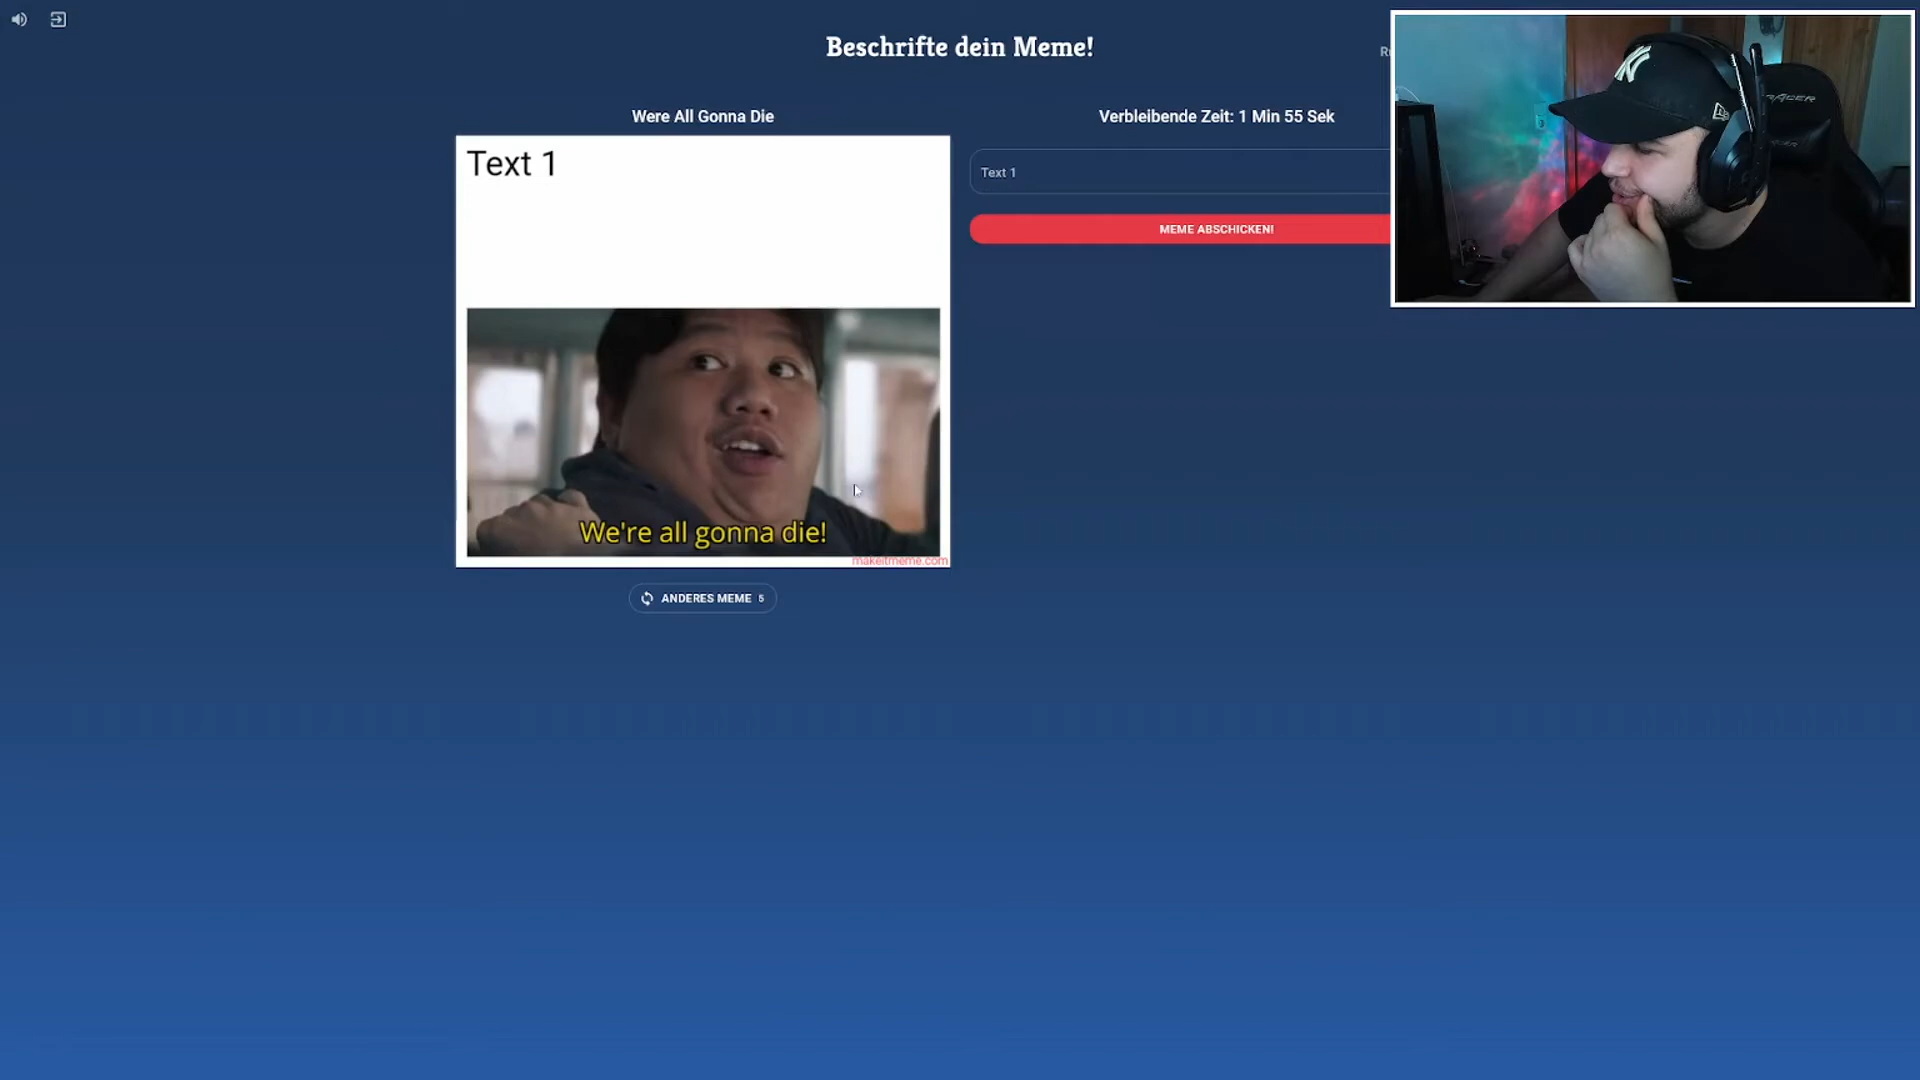 Beschrifte dein Meme!
Were All Gonna Die
Verbleibende Zeit: 1 Min 55 Sek
Text 1
Text 1
MEME ABSCHICKEN!
We're all gonna die!
makeitmeme.com
ANDERES MEME 5